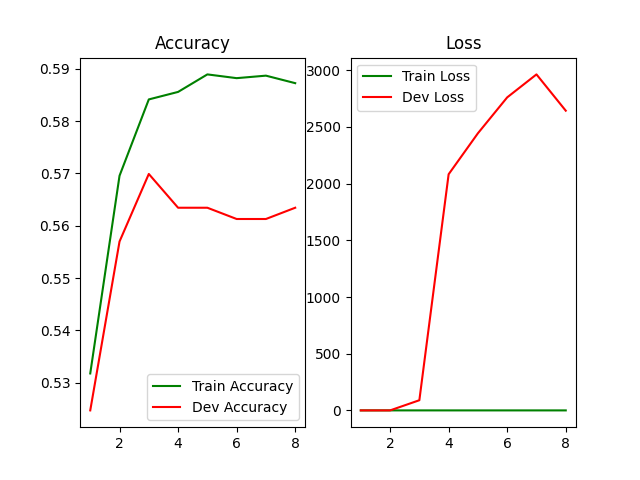 Accuracy
0.59
0.58
0.57
0.56
0.55
0.54
0.53
Train Accuracy
Dev Accuracy
2 4 6 8
Loss
Train Loss
Dev Loss
3000
2500
2000
1500
1000
500
0
2 4 6 8